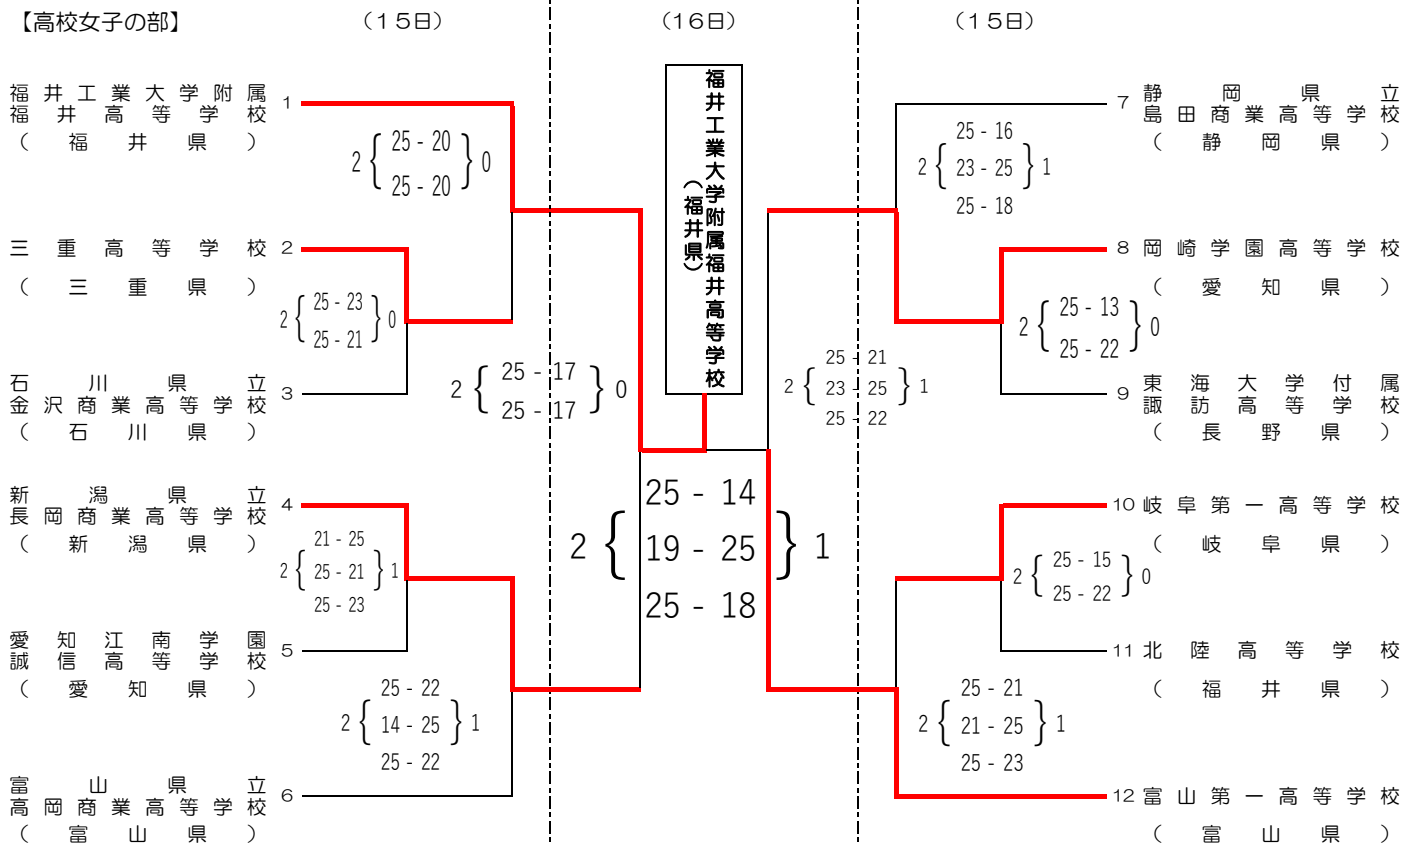 【高校女子の部】
（１５日）
（１６日）
（１５日）
福井工業大学附属
福井高等学校
（福井県）
1
25 - 20
2 { } 0
25 - 20
三重高等学校
2
（三重県）
25 - 23
2 { } 0
25 - 21
石川県立
金沢商業高等学校
3
（石川県）
25 - 17
2 { } 0
25 - 17
新潟県立
長岡商業高等学校
4
（新潟県）
21 - 25
2 { 25 - 21 } 1
25 - 23
愛知江南学園
誠信高等学校
5
（愛知県）
25 - 22
2 { 14 - 25 } 1
25 - 22
富山県立
高岡商業高等学校
6
（富山県）
福井工業大学附属福井高等学校
（福井県）
25 - 14
2 { 19 - 25 } 1
25 - 18
7
静岡県立
島田商業高等学校
（静岡県）
25 - 16
2 { 23 - 25 } 1
25 - 18
8 岡崎学園高等学校
（愛知県）
25 - 13
2 { } 0
25 - 22
25 - 21
2 { 23 - 25 } 1
25 - 22
9
東海大学付属
諏訪高等学校
（長野県）
10 岐阜第一高等学校
（岐阜県）
25 - 15
2 { } 0
25 - 22
11 北陸高等学校
（福井県）
25 - 21
2 { 21 - 25 } 1
25 - 23
12 富山第一高等学校
（富山県）